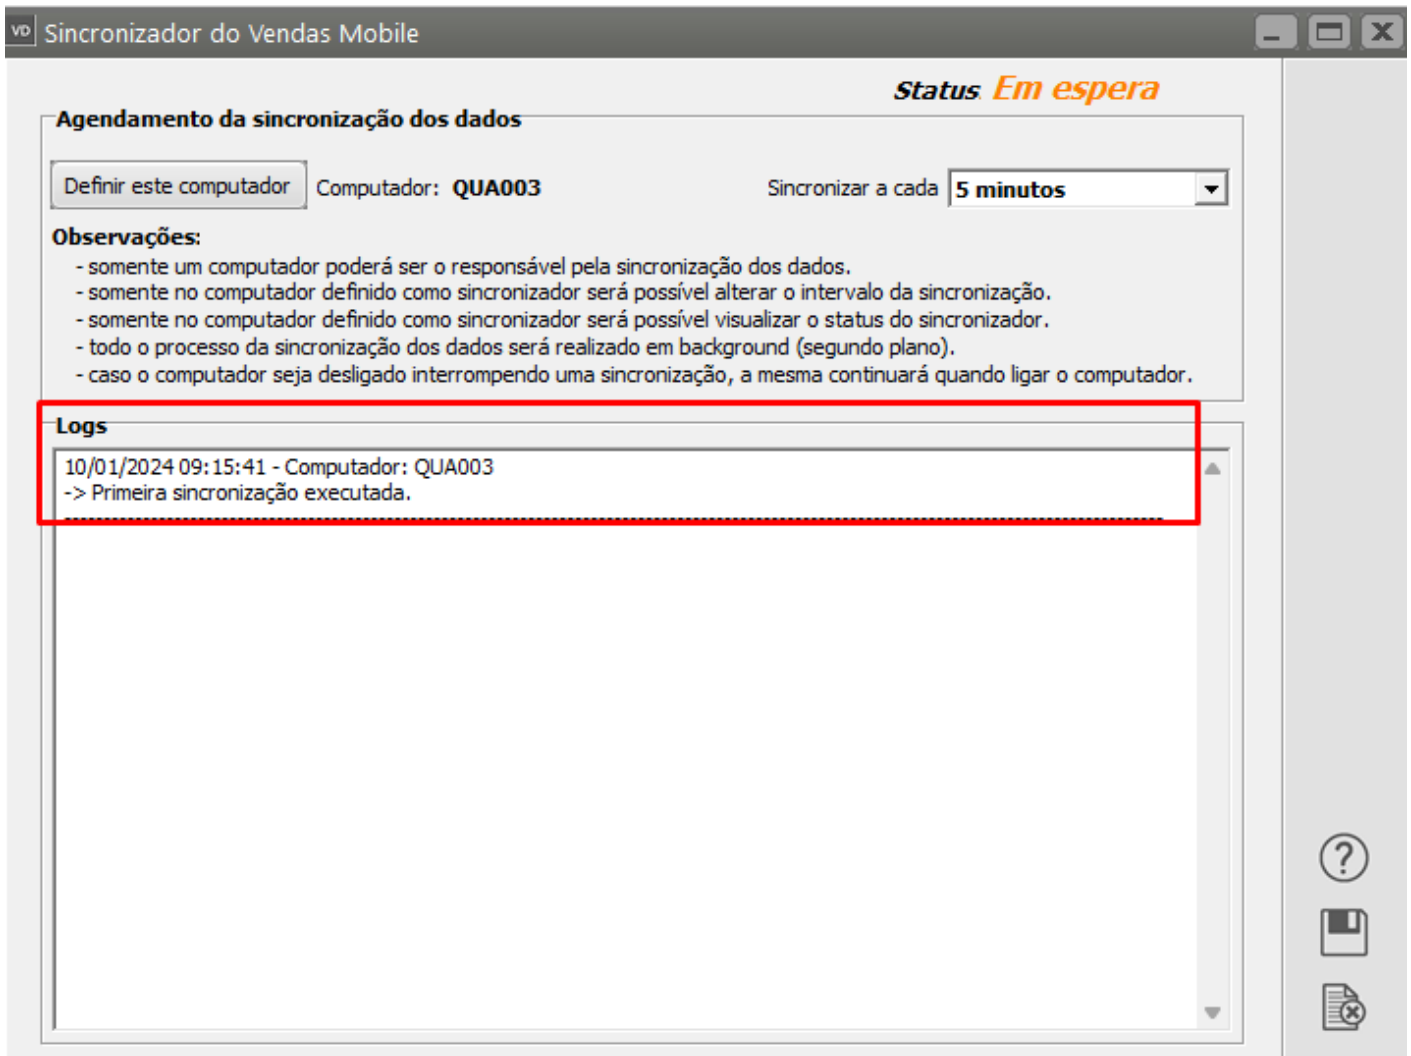 VD Sincronizador do Vendas Mobile
Status: Em espera
Agendamento da sincronização dos dados
Definir este computador Computador: QUA003 Sincronizar a cada 5 minutos
Observações:
- somente um computador poderá ser o responsável pela sincronização dos dados.
- somente no computador definido como sincronizador será possível alterar o intervalo da sincronização.
- somente no computador definido como sincronizador será possível visualizar o status do sincronizador.
- todo o processo da sincronização dos dados será realizado em background (segundo plano).
- caso o computador seja desligado interrompendo uma sincronização, a mesma continuará quando ligar o computador.
Logs
10/01/2024 09:15:41 - Computador: QUA003
-> Primeira sincronização executada.